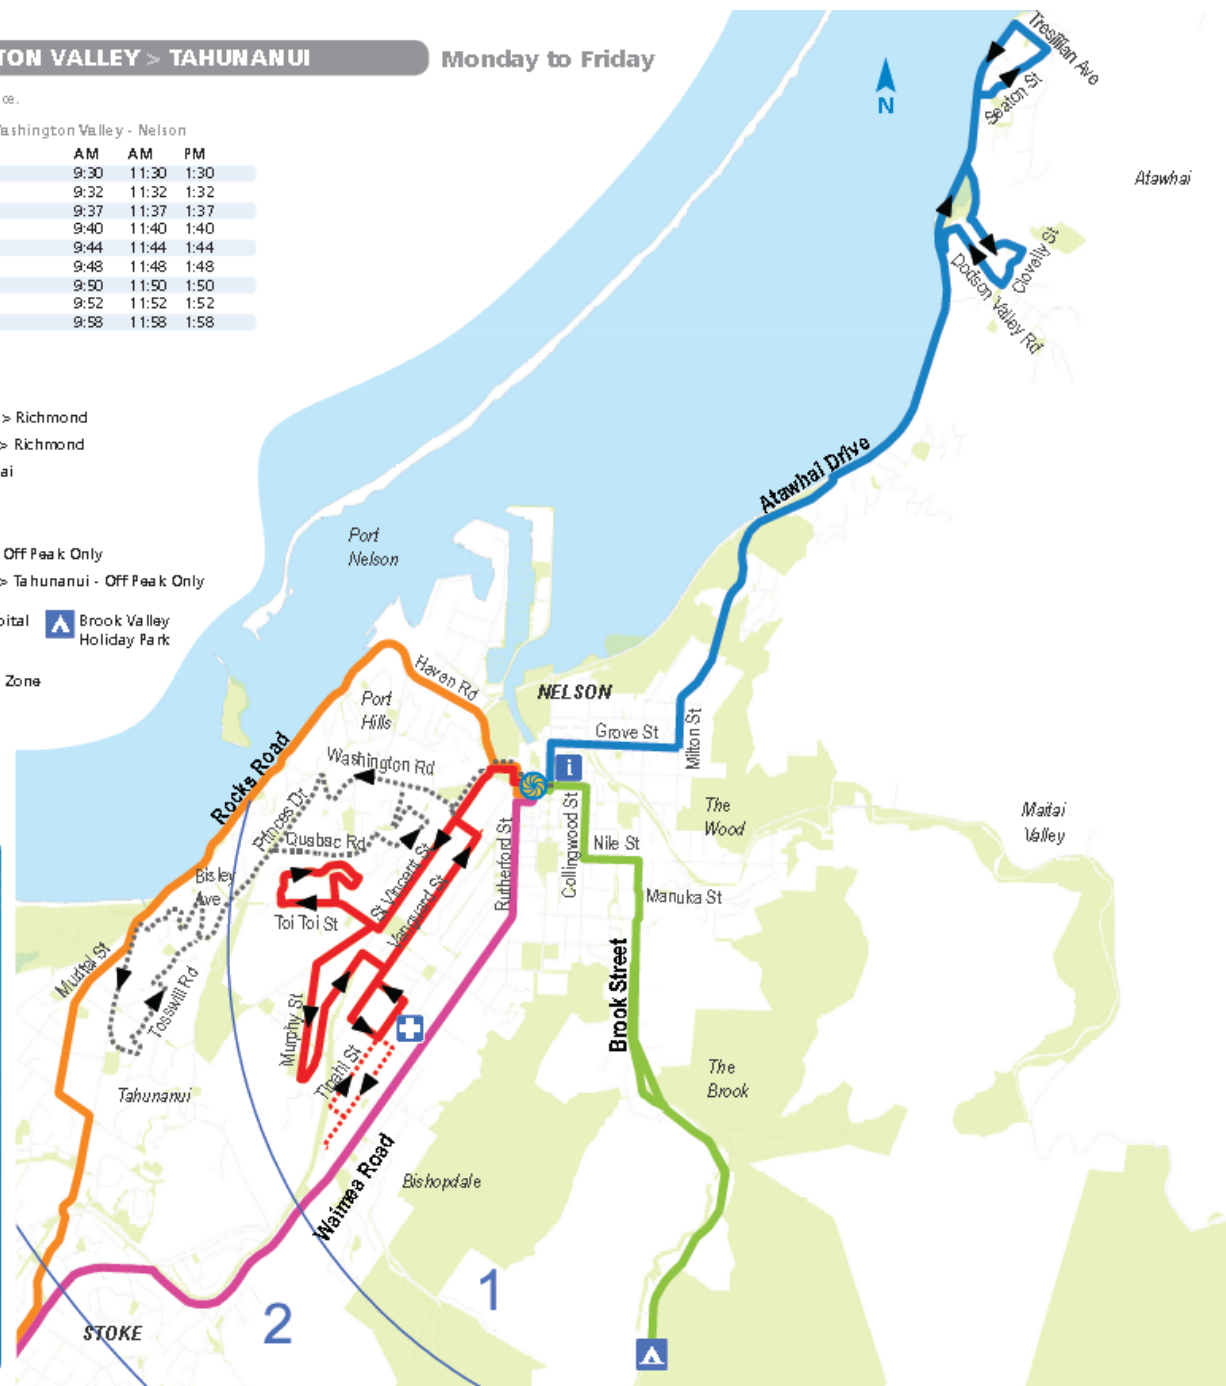 TON VALLEY > TAHUNANUI
Monday to Friday
ce.
Washington Valley - Nelson
AM AM PM
9:30 11:30 1:30
9:32 11:32 1:32
9:37 11:37 1:37
9:40 11:40 1:40
9:44 11:44 1:44
9:48 11:48 1:48
9:50 11:50 1:50
9:52 11:52 1:52
9:58 11:58 1:58
> Richmond
> Richmond
ai
Off Peak Only
> Tahunanui - Off Peak Only
pital
Brook Valley
Holiday Park
Zone
N
Tresillian Ave
Seaton St
Atawhai
Clovelly St
Dodson Valley Rd
Atawhai Drive
Port
Nelson
Haven Rd
NELSON
Port
Hills
Grove St
Milton St
Washington Rd
Rocks Road
i
Princes Dr
Quebec Rd
The
Wood
Maitai
Valley
Nile St
Collingwood St
Rutherford St
St Vincent St
Vanguard St
Bisley
Ave
Toi Toi St
Manuka St
Muritai St
Tosswill Rd
Murphy St
Tipahi St
Brook Street
The
Brook
Tahunanui
Waimea Road
Bishopdale
1
2
STOKE